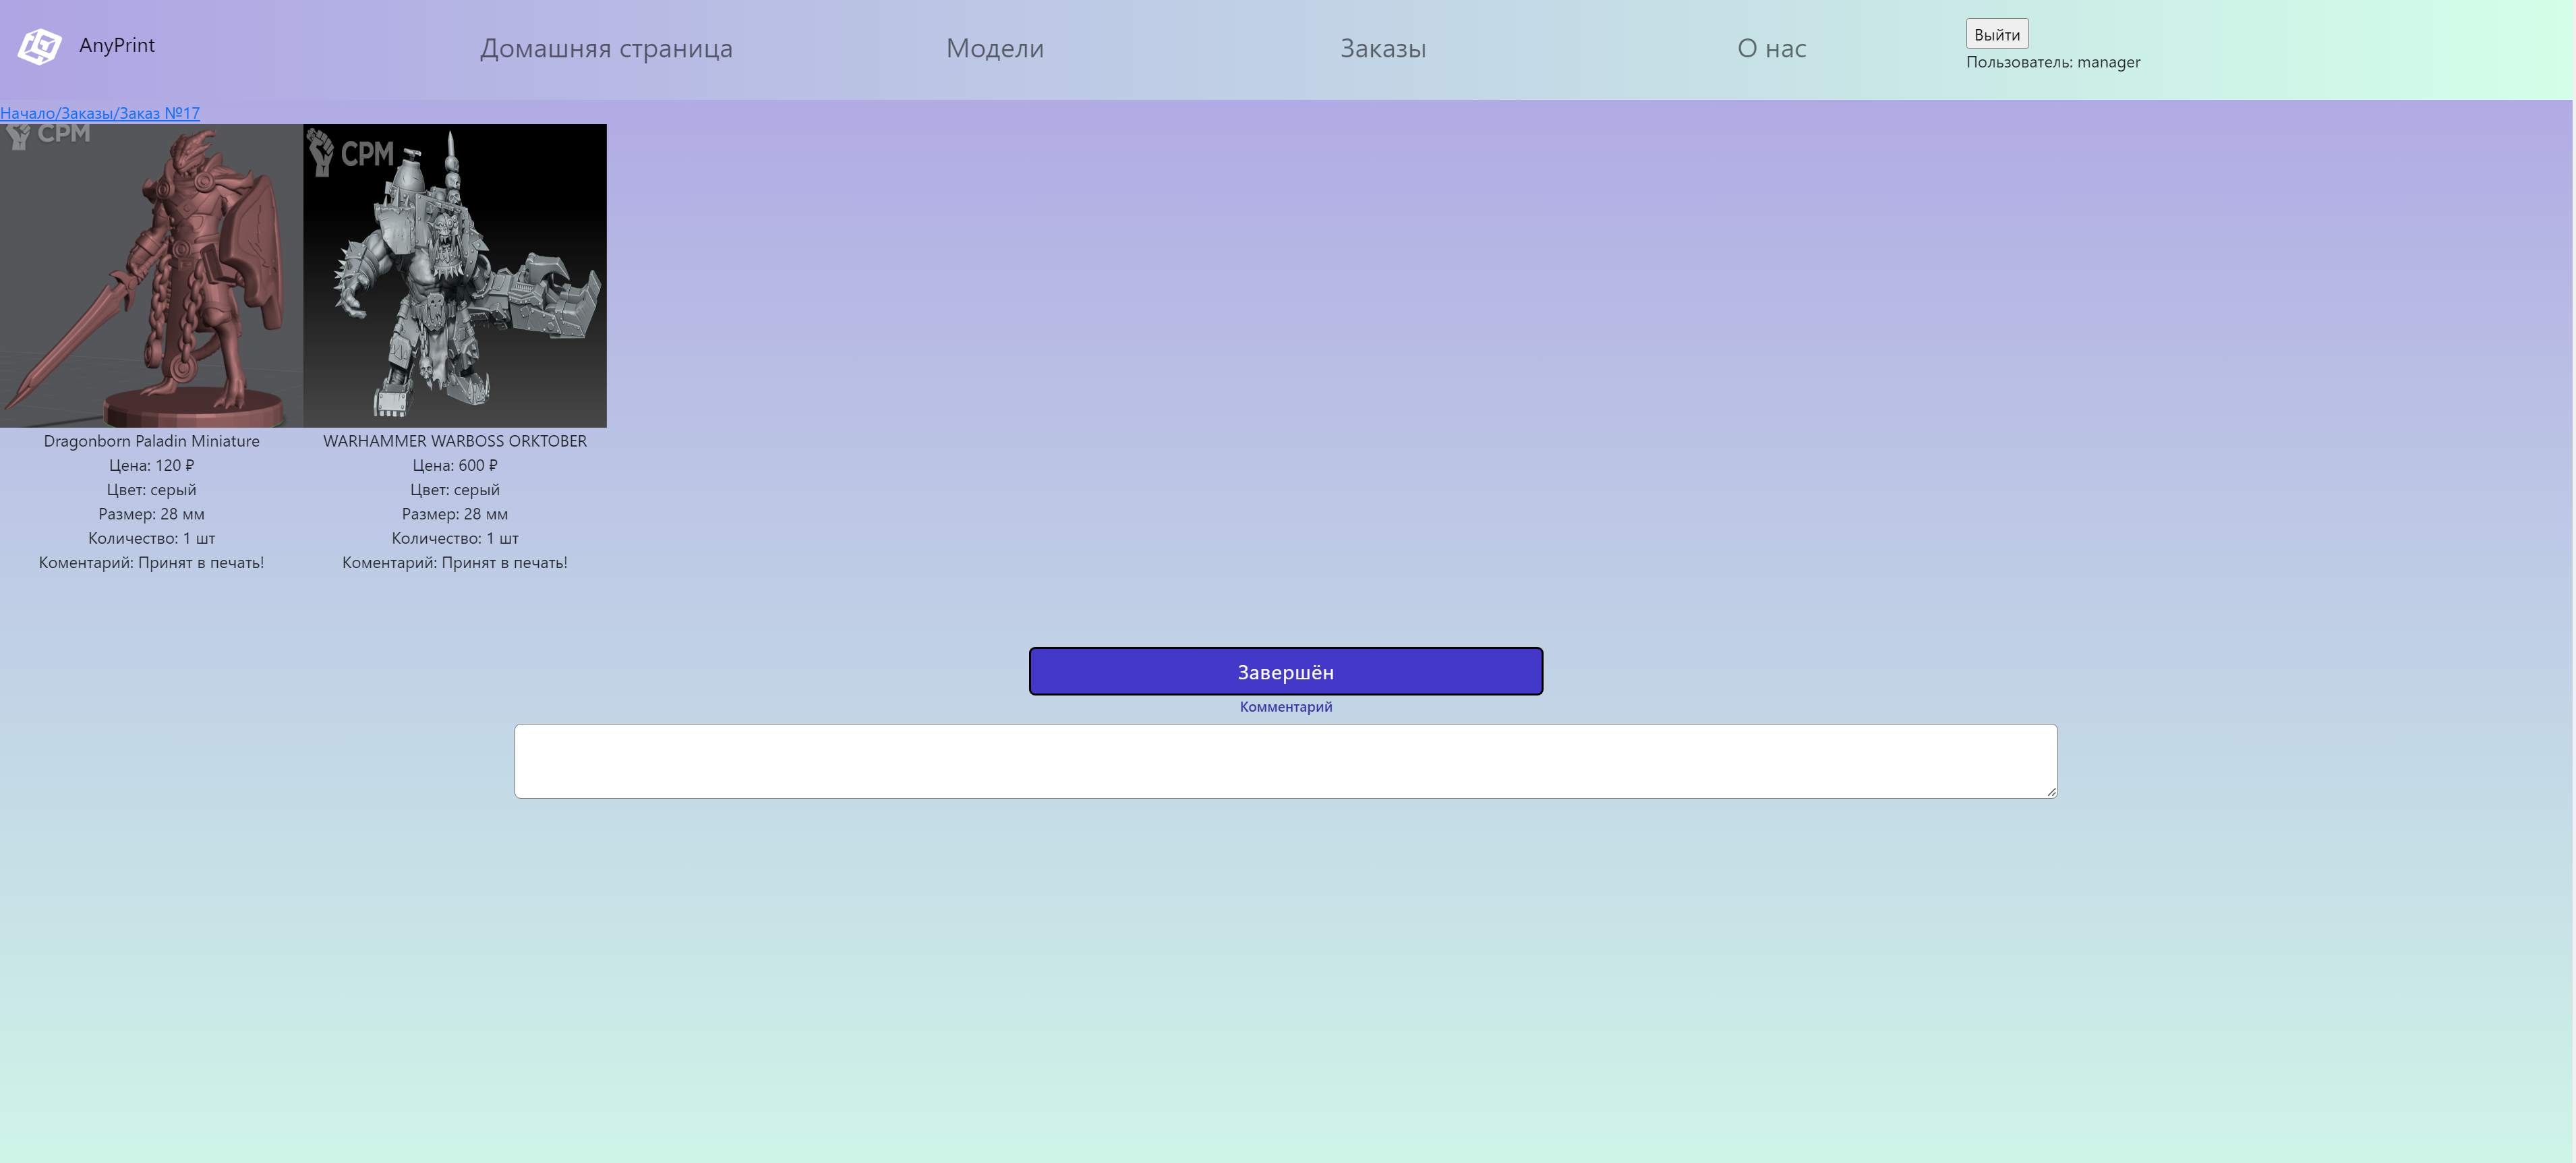 AnyPrint
Домашняя страница
Модели
Заказы
О нас
Выйти
Пользователь: manager
Начало/Заказы/Заказ №17
CPM
CPM
Dragonborn Paladin Miniature
Цена: 120 ₽
Цвет: серый
Размер: 28 мм
Количество: 1 шт
Коментарий: Принят в печать!
WARHAMMER WARBOSS ORKTOBER
Цена: 600 ₽
Цвет: серый
Размер: 28 мм
Количество: 1 шт
Коментарий: Принят в печать!
Завершён
Комментарий